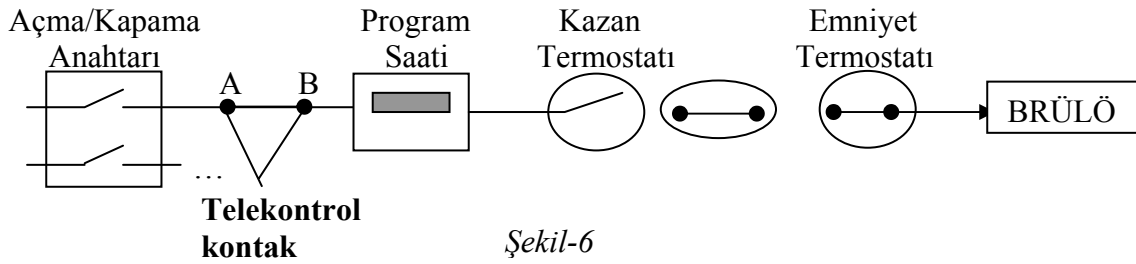 Açma/Kapama
Anahtarı
A
B
Program
Saati
Kazan
Termostatı
Emniyet
Termostatı
BRÜLÖ
...
Telekontrol
kontak
Şekil-6